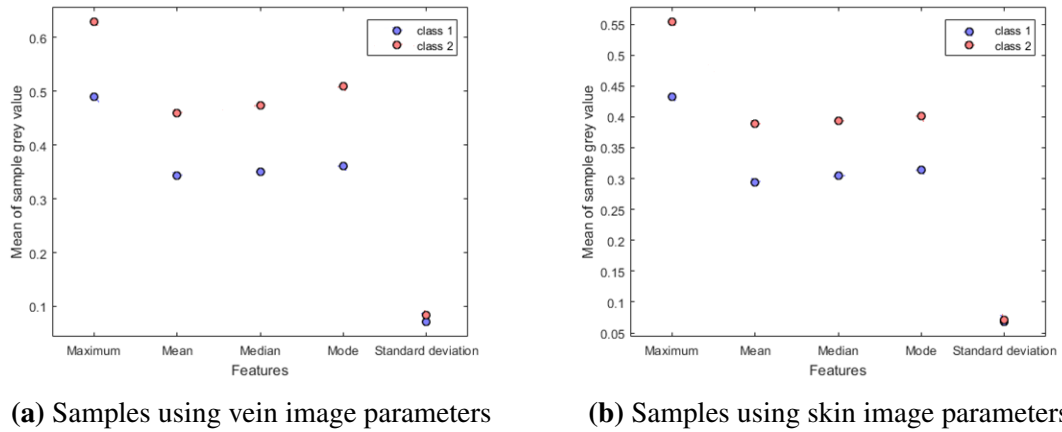 class 1
class 2
0.6
0.5
0.4
0.3
0.2
0.1
Mean of sample grey value
Maximum Mean Median Mode Standard deviation
Features
(a) Samples using vein image parameters
class 1
class 2
0.55
0.5
0.45
0.4
0.35
0.3
0.25
0.2
0.15
0.1
0.05
Mean of sample grey value
Maximum Mean Median Mode Standard deviation
Features
(b) Samples using skin image parameters